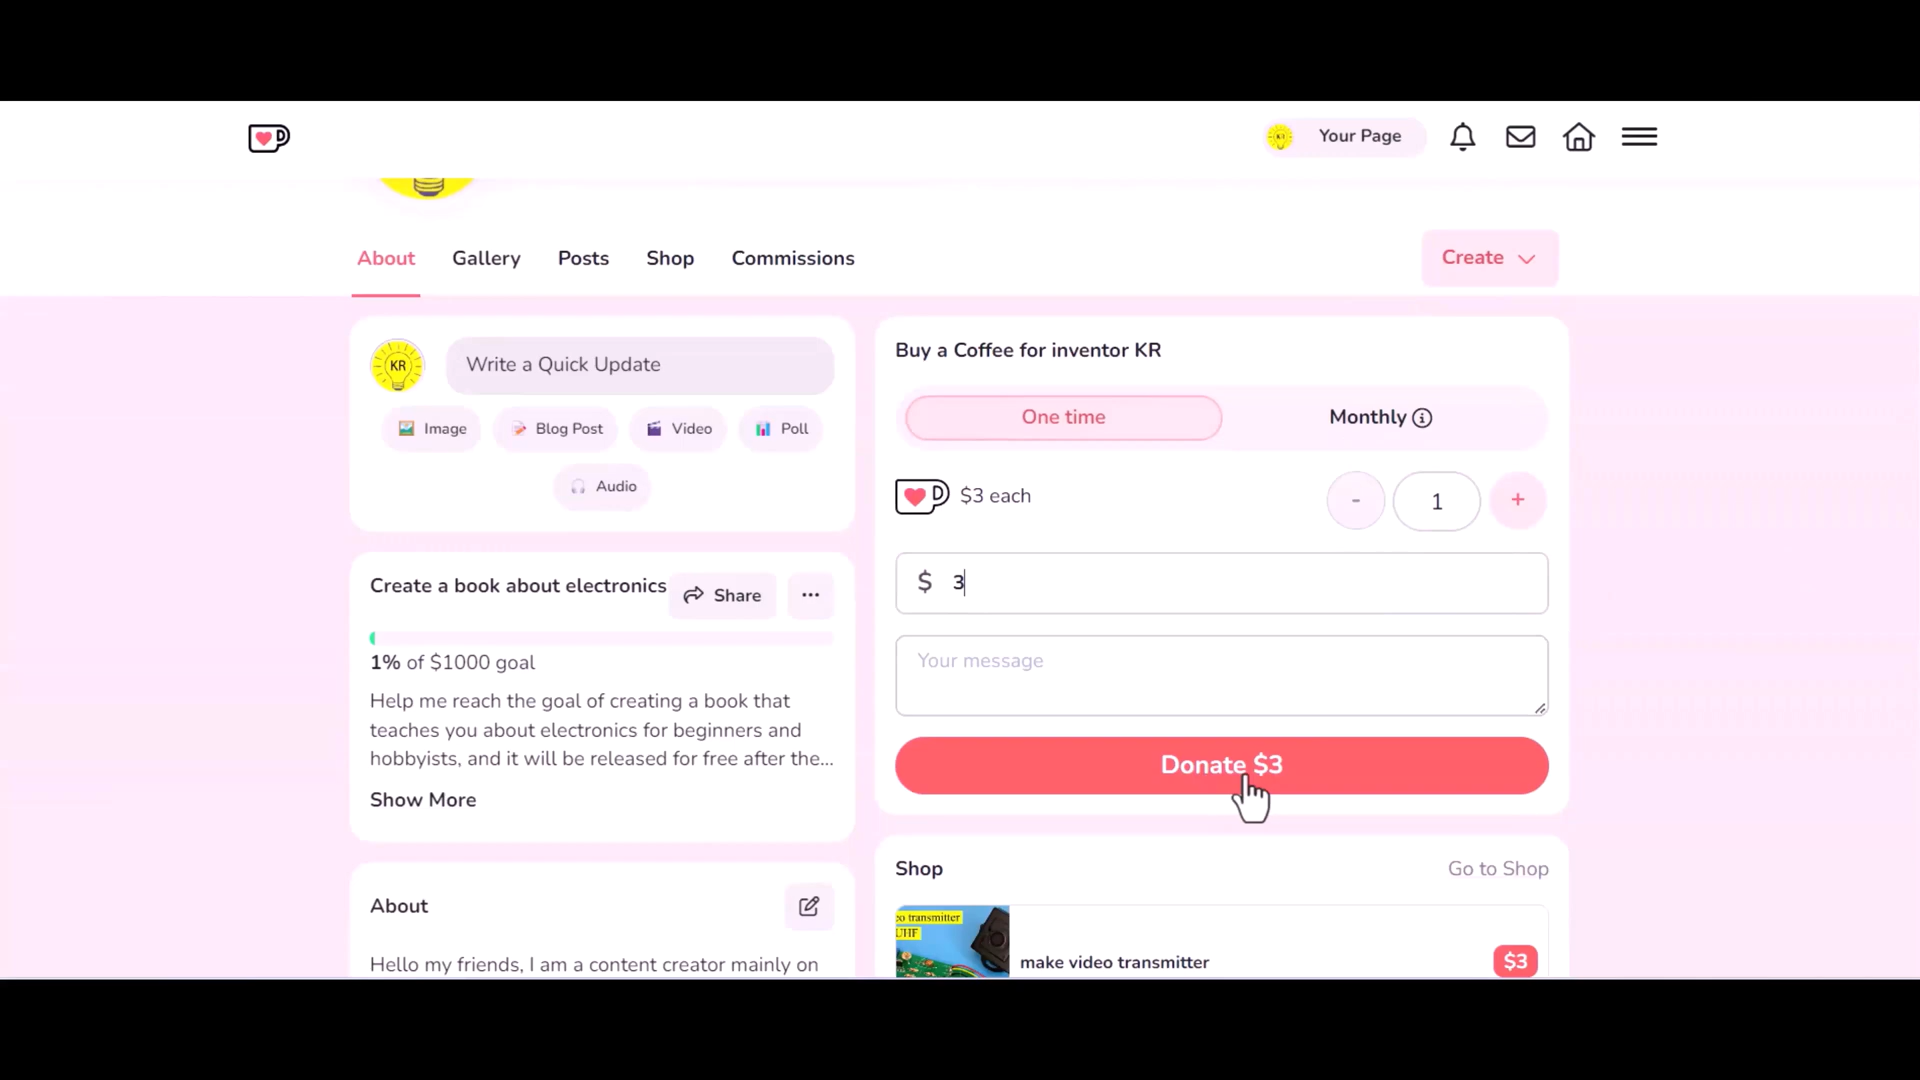 Your Page
About
Gallery
Posts
Shop
Commissions
Create
KR
Write a Quick Update
Image
Blog Post
Video
Poll
Audio
Create a book about electronics
Share
1% of $1000 goal
Help me reach the goal of creating a book that
teaches you about electronics for beginners and
hobbyists, and it will be released for free after the...
Show More
About
Hello my friends, I am a content creator mainly on
Buy a Coffee for inventor KR
One time
Monthly
$3 each
-
1
+
$ 3
Your message
Donate $3
Shop
Go to Shop
eo transmitter
UHF
make video transmitter
$3